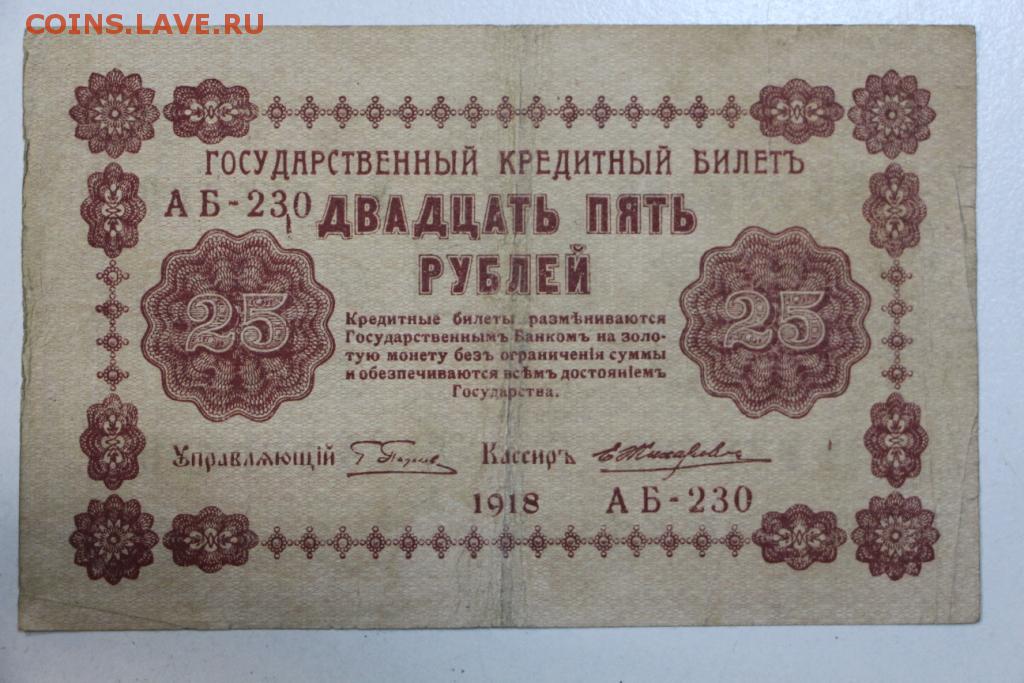 COINS.LAVE.RU
ГОСУДАРСТВЕННЫЙ КРЕДИТНЫЙ БИЛЕТЪ
АБ-230 ДВАДЦАТЬ ПЯТЬ
РУБЛЕЙ
25 25
Кредитные билеты размѣниваются
Государственнымъ Банкомъ на золо-
тую монету безъ ограниченія суммы
и обезпечиваются всѣмъ достояніемъ
Государства.
Управляющій Кассиръ
1918 АБ-230